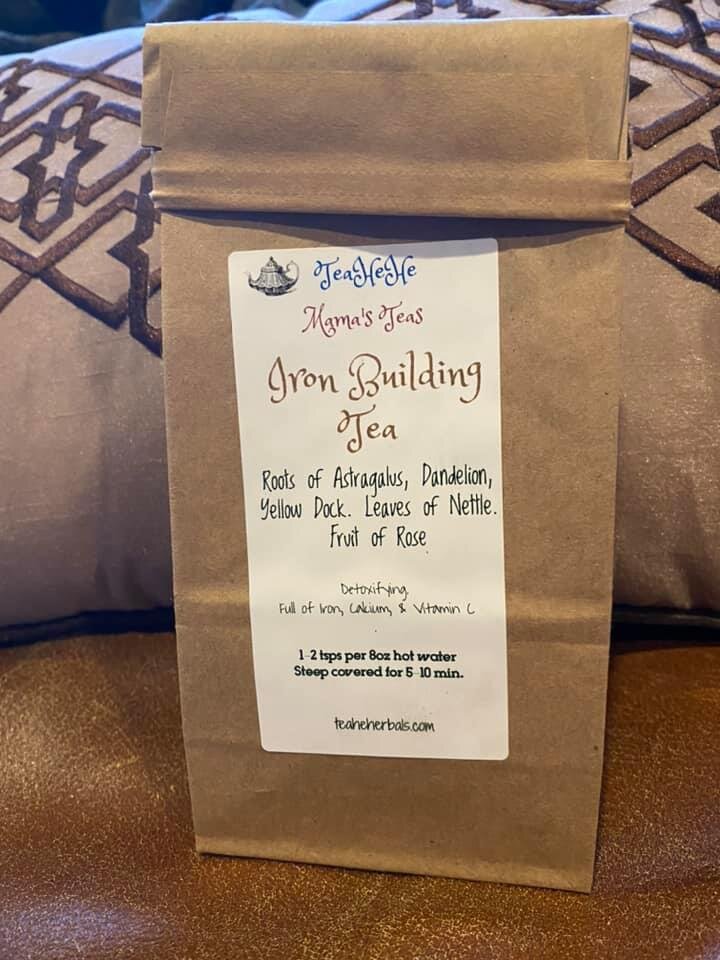 TeaHeHe
Mama's Teas
Iron Building
Tea
Roots of Astragalus, Dandelion,
Yellow Dock. Leaves of Nettle.
Fruit of Rose
Detoxifying
Full of Iron, Calcium, & Vitamin C
1-2 tsps per 8oz hot water
Steep covered for 5-10 min.
teaheherbals.com